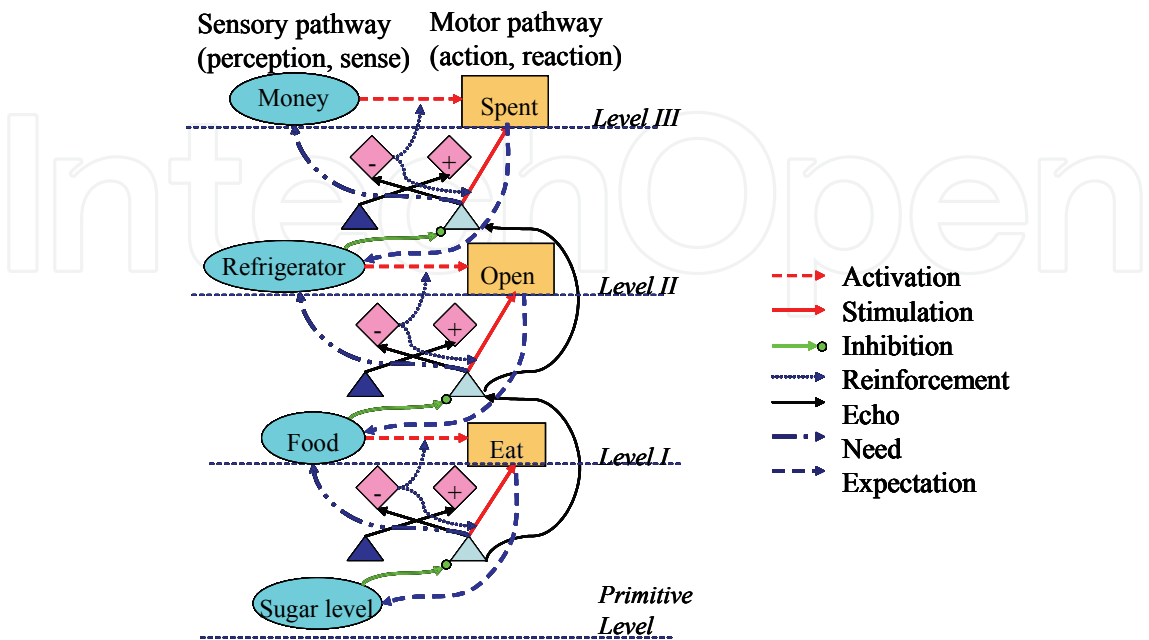 Sensory pathway
(perception, sense)
Motor pathway
(action, reaction)
Money
Spent
Level III
-
+
Refrigerator
Open
Level II
-
+
Food
Eat
Level I
-
+
Sugar level
Primitive
Level
Activation
Stimulation
Inhibition
Reinforcement
Echo
Need
Expectation
IntechOpen